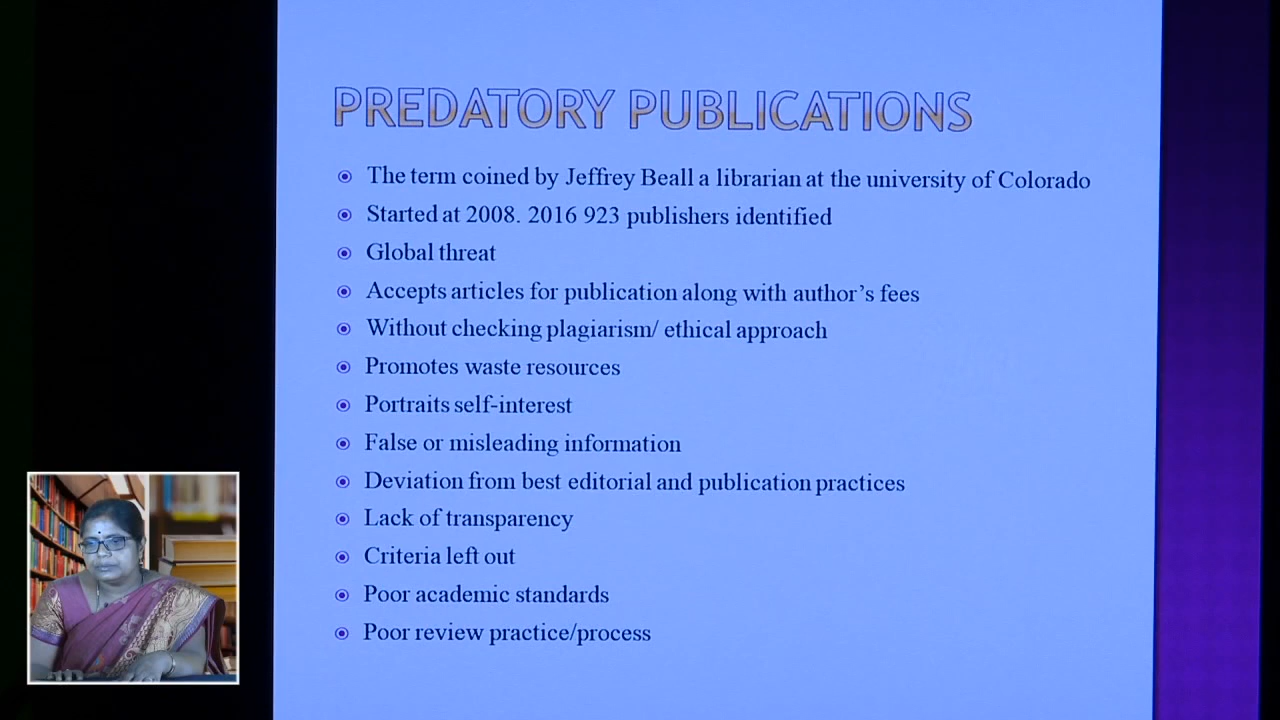 PREDATORY PUBLICATIONS
The term coined by Jeffrey Beall a librarian at the university of Colorado
Started at 2008. 2016 923 publishers identified
Global threat
Accepts articles for publication along with author’s fees
Without checking plagiarism/ ethical approach
Promotes waste resources
Portraits self-interest
False or misleading information
Deviation from best editorial and publication practices
Lack of transparency
Criteria left out
Poor academic standards
Poor review practice/process